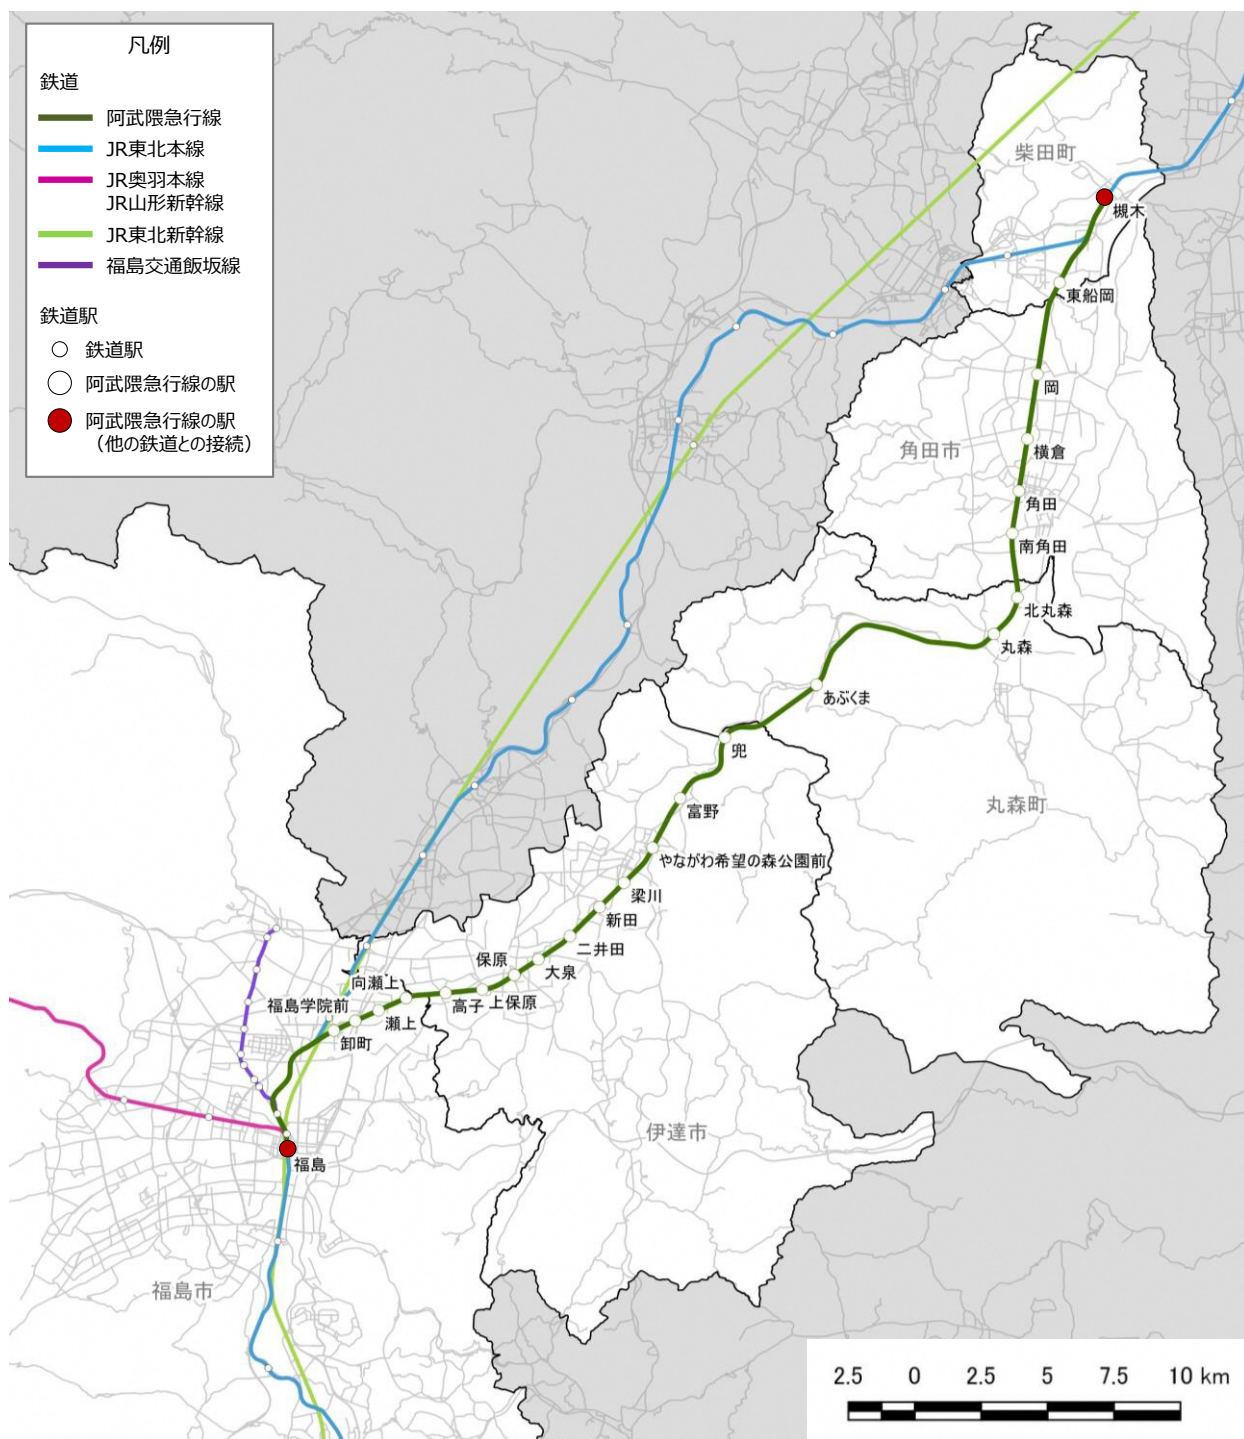 凡例
鉄道
阿武隈急行線
JR東北本線
JR奥羽本線
JR山形新幹線
JR東北新幹線
福島交通飯坂線
鉄道駅
鉄道駅
阿武隈急行線の駅
阿武隈急行線の駅
（他の鉄道との接続）
柴田町
槻木
東船岡
岡
角田市
横倉
角田
南角田
北丸森
丸森
あぶくま
兜
丸森町
富野
やながわ希望の森公園前
梁川
新田
二井田
保原
大泉
向瀬上
高子
上保原
福島学院前
瀬上
卸町
伊達市
福島
福島市
2.5 0 2.5 5 7.5 10 km